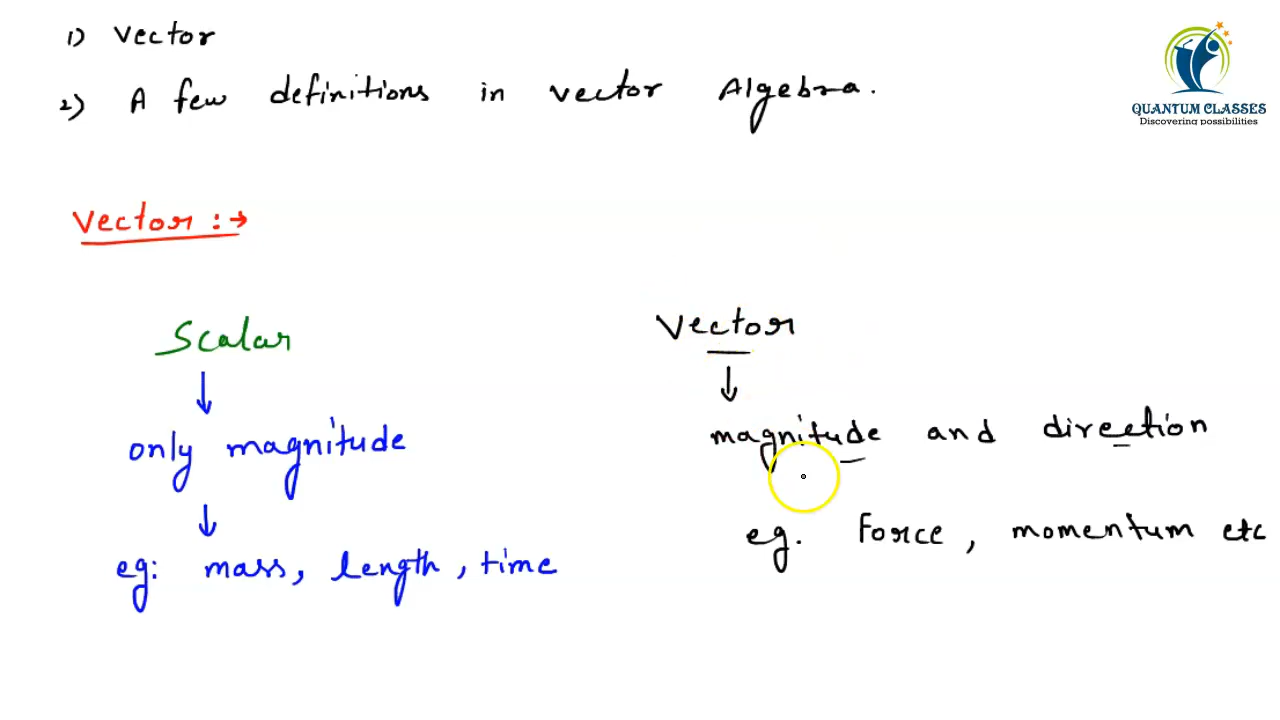 1) Vector
2) A few definitions in vector Algebra.
QUANTUM CLASSES
Discovering possibilities
Vector :→
Scalar
↓
only magnitude
↓
eg: mass, length, time
Vector
↓
magnitude and direction
eg. Force, momentum etc